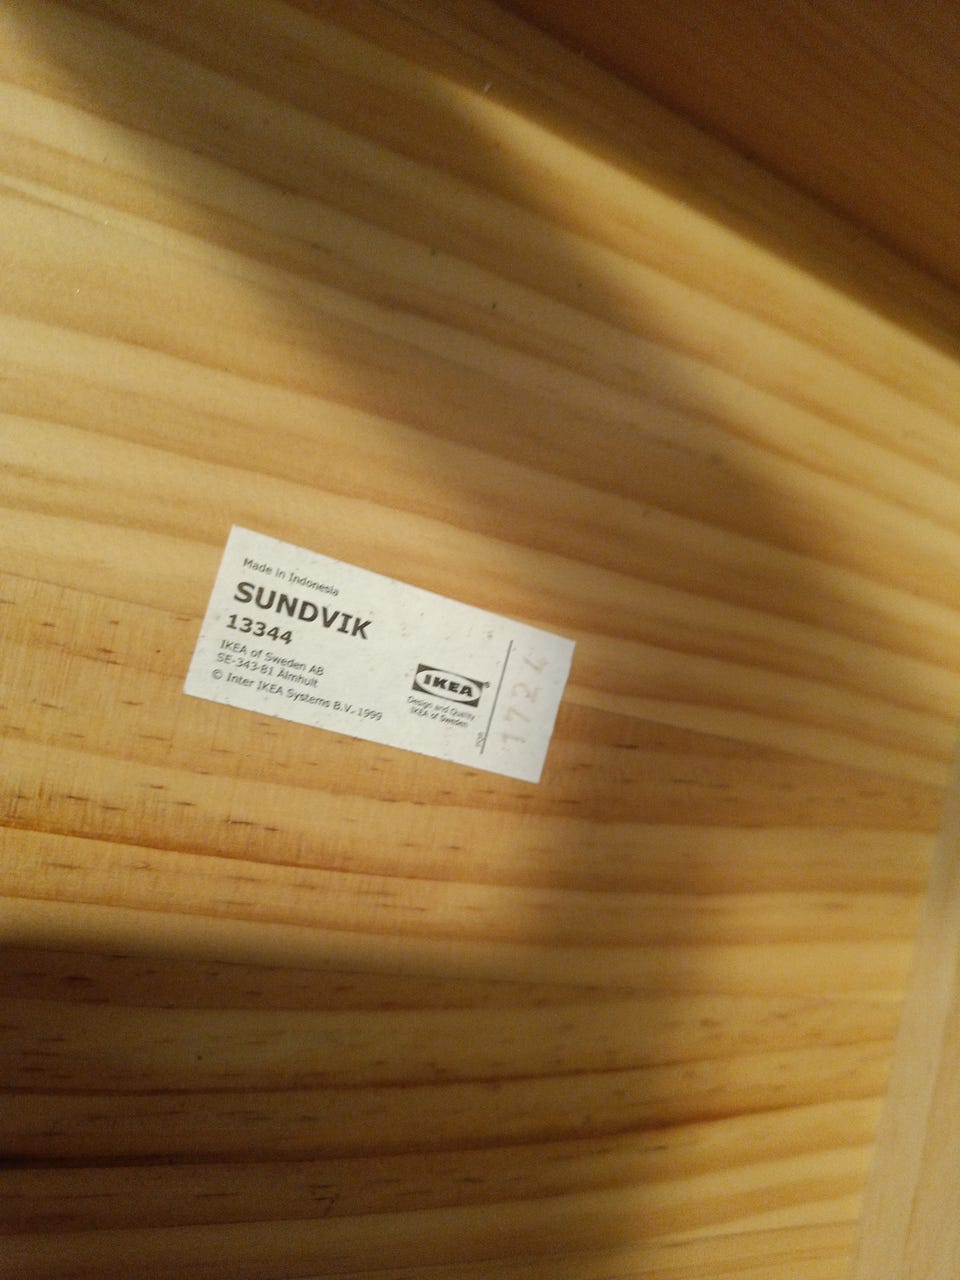 Made in Indonesia
SUNDVIK
13344
IKEA of Sweden AB
SE-343-81 Älmhult
© Inter IKEA Systems B.V. 1999
IKEA®
Design and Quality
IKEA of Sweden
1724